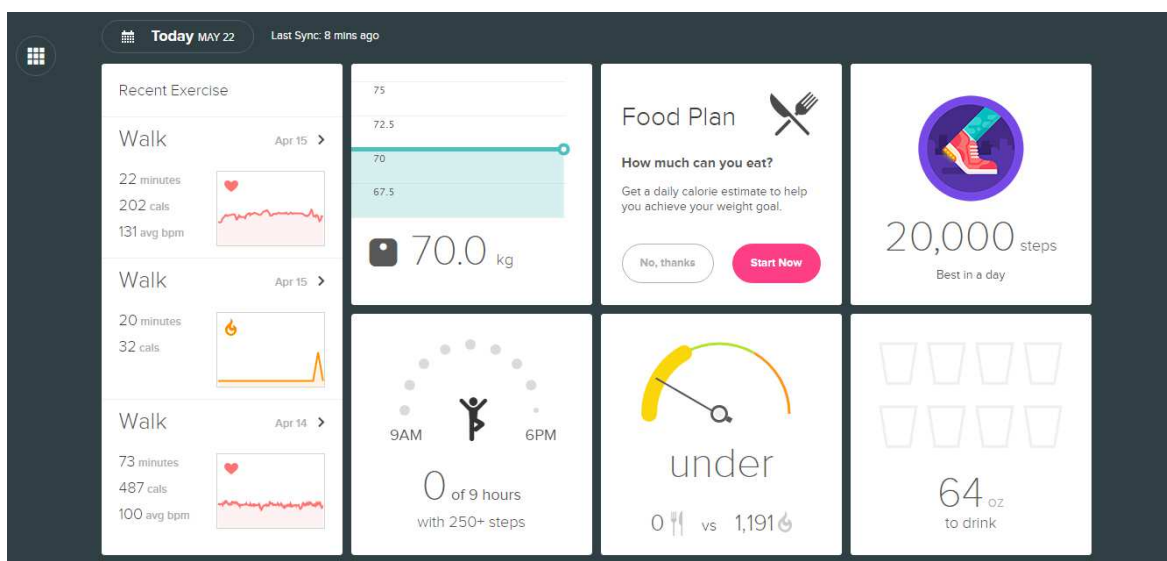 Today MAY 22
Last Sync: 8 mins ago
Recent Exercise
Walk
Apr 15
22 minutes
202 cals
131 avg bpm
Walk
Apr 15
20 minutes
32 cals
Walk
Apr 14
73 minutes
487 cals
100 avg bpm
75
72.5
70
67.5
70.0 kg
Food Plan
How much can you eat?
Get a daily calorie estimate to help
you achieve your weight goal.
No, thanks
Start Now
20,000 steps
Best in a day
9AM
6PM
0 of 9 hours
with 250+ steps
under
0 vs 1,191
64 oz
to drink